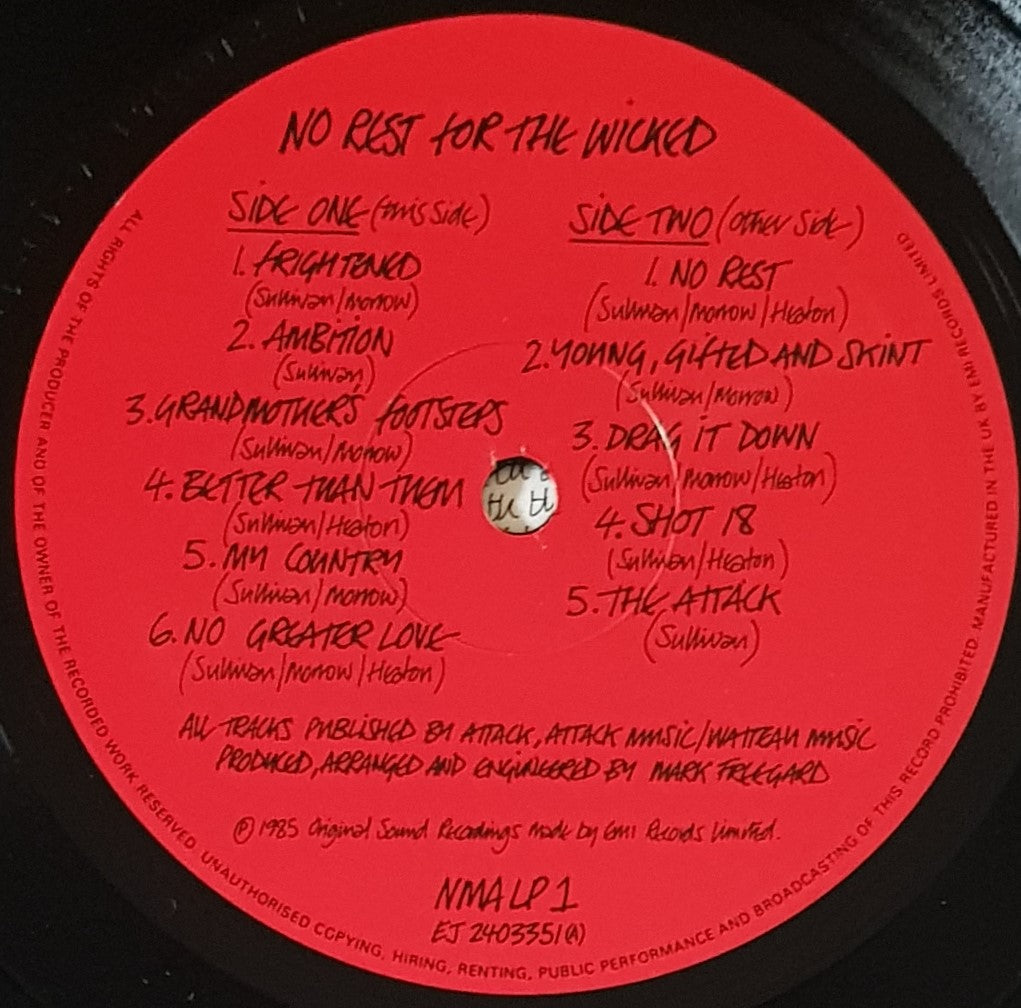 NO REST FOR THE WICKED
SIDE ONE (this side)
1. FRIGHTENED
(Sullivan/Morrow)
2. AMBITION
(Sullivan)
3. GRANDMOTHER'S FOOTSTEPS
(Sullivan/Morrow)
4. BETTER THAN THEM
(Sullivan/Heaton)
5. MY COUNTRY
(Sullivan/Morrow)
6. NO GREATER LOVE
(Sullivan/Morrow/Heaton)
SIDE TWO (other side)
1. NO REST
(Sullivan/Morrow/Heaton)
2. YOUNG, GIFTED AND SKINT
(Sullivan/Morrow)
3. DRAG IT DOWN
(Sullivan/Morrow/Heaton)
4. SHOT 18
(Sullivan/Heaton)
5. THE ATTACK
(Sullivan)
ALL TRACKS PUBLISHED BY ATTACK, ATTACK MUSIC/WATTEAU MUSIC
PRODUCED, ARRANGED AND ENGINEERED BY MARK FREEGARD
Ⓟ 1985 Original Sound Recordings made by EMI Records Limited.
NMALP 1
EJ 2403351(A)
ALL RIGHTS OF THE PRODUCER AND OF THE OWNER OF THE RECORDED WORK RESERVED. UNAUTHORISED COPYING, HIRING, RENTING, PUBLIC PERFORMANCE AND BROADCASTING OF THIS RECORD PROHIBITED. MANUFACTURED IN THE UK BY EMI RECORDS LIMITED